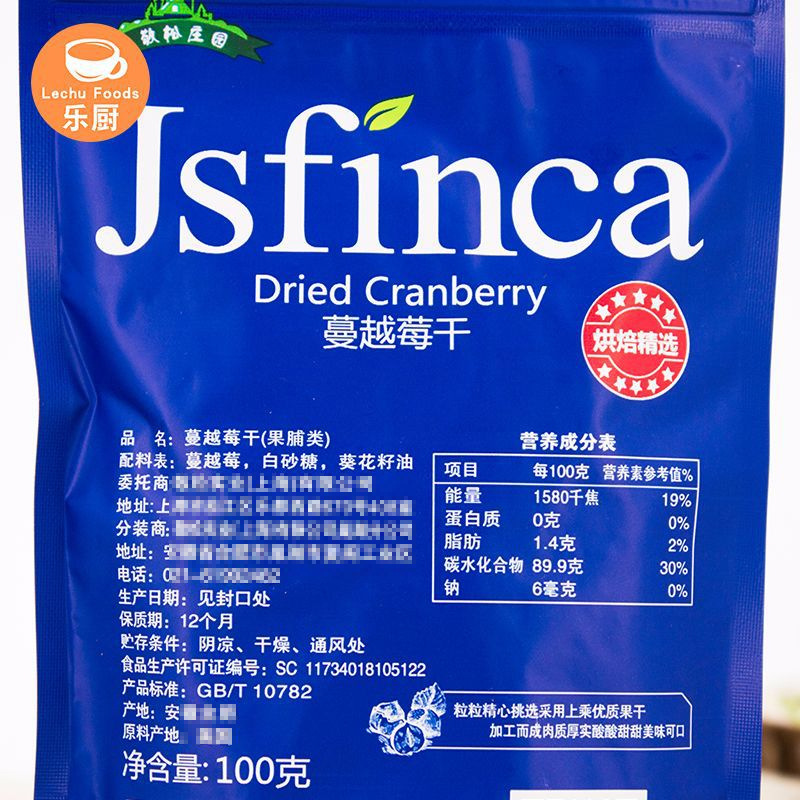 敬松庄园
Lechu Foods
乐厨
Jsfinca
Dried Cranberry
蔓越莓干
烘焙精选
品 名: 蔓越莓干(果脯类)
配料表: 蔓越莓，白砂糖，葵花籽油
委托商
地址: 上
分装商:
地址: 安
电话:
生产日期: 见封口处
保质期: 12个月
贮存条件: 阴凉、干燥、通风处
食品生产许可证编号: SC 11734018105122
产品标准: GB/T 10782
产地: 安
原料产地:
净含量: 100克
营养成分表
项目 每100克 营养素参考值%
能量 1580千焦 19%
蛋白质 0克 0%
脂肪 1.4克 2%
碳水化合物 89.9克 30%
钠 6毫克 0%
粒粒精心挑选采用上乘优质果干
加工而成肉质厚实酸酸甜甜美味可口